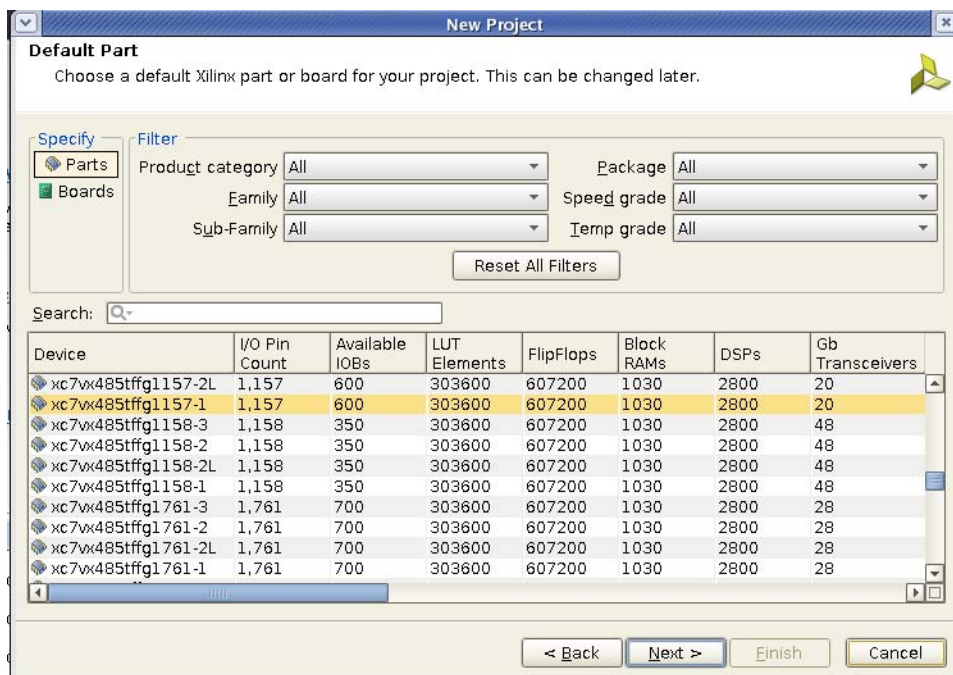 New Project
Default Part
Choose a default Xilinx part or board for your project. This can be changed later.
Specify
Parts
Boards
Filter
Product category All
Package All
Family All
Speed grade All
Sub-Family All
Temp grade All
Reset All Filters
Search:
Device I/O Pin Count Available IOBs LUT Elements FlipFlops Block RAMs DSPs Gb Transceivers
xc7vx485tffg1157-2L 1,157 600 303600 607200 1030 2800 20
xc7vx485tffg1157-1 1,157 600 303600 607200 1030 2800 20
xc7vx485tffg1158-3 1,158 350 303600 607200 1030 2800 48
xc7vx485tffg1158-2 1,158 350 303600 607200 1030 2800 48
xc7vx485tffg1158-2L 1,158 350 303600 607200 1030 2800 48
xc7vx485tffg1158-1 1,158 350 303600 607200 1030 2800 48
xc7vx485tffg1761-3 1,761 700 303600 607200 1030 2800 28
xc7vx485tffg1761-2 1,761 700 303600 607200 1030 2800 28
xc7vx485tffg1761-2L 1,761 700 303600 607200 1030 2800 28
xc7vx485tffg1761-1 1,761 700 303600 607200 1030 2800 28
< Back Next > Finish Cancel